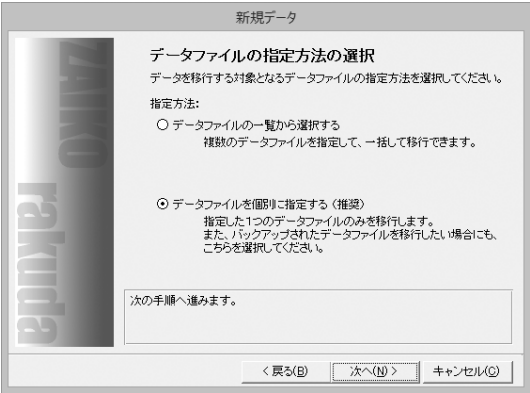 新規データ
データファイルの指定方法の選択
データを移行する対象となるデータファイルの指定方法を選択してください。
指定方法:
データファイルの一覧から選択する
複数のデータファイルを指定して、一括して移行できます。
データファイルを個別に指定する（推奨）
指定した1つのデータファイルのみを移行します。
また、バックアップされたデータファイルを移行したい場合にも、
こちらを選択してください。
次の手順へ進みます。
< 戻る(B)
次へ(N) >
キャンセル(C)
ZAIKO
rakuda